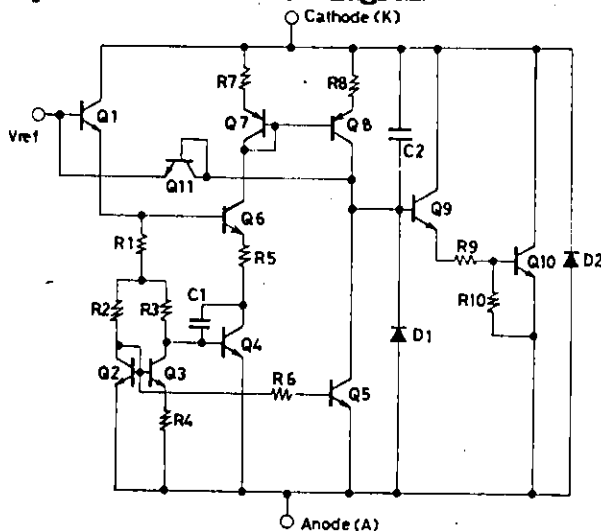 Cathode (K)
R7
R8
Q1
Q7
Q8
Vref
C2
Q11
Q6
Q9
R1
R5
R9
Q10
D2
R2
R3
C1
R10
Q4
D1
Q2
Q3
R6
Q5
R4
Anode (A)